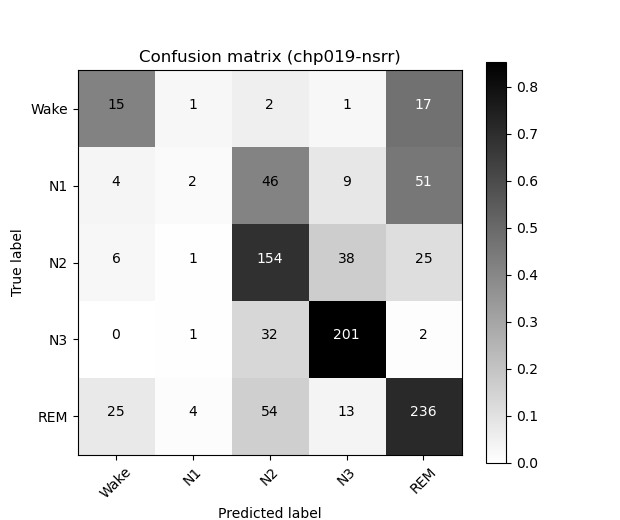 Confusion matrix (chp019-nsrr)
Wake 15 1 2 1 17
N1 4 2 46 9 51
N2 6 1 154 38 25
N3 0 1 32 201 2
REM 25 4 54 13 236
Wake N1 N2 N3 REM
Predicted label
True label
0.8
0.7
0.6
0.5
0.4
0.3
0.2
0.1
0.0